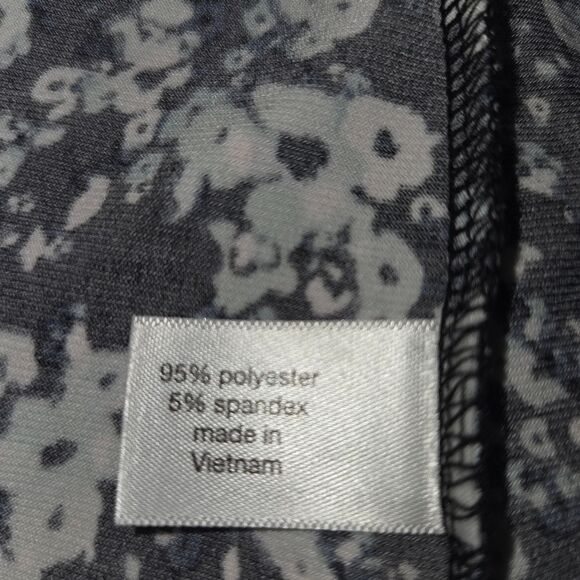 95% polyester
5% spandex
made in
Vietnam